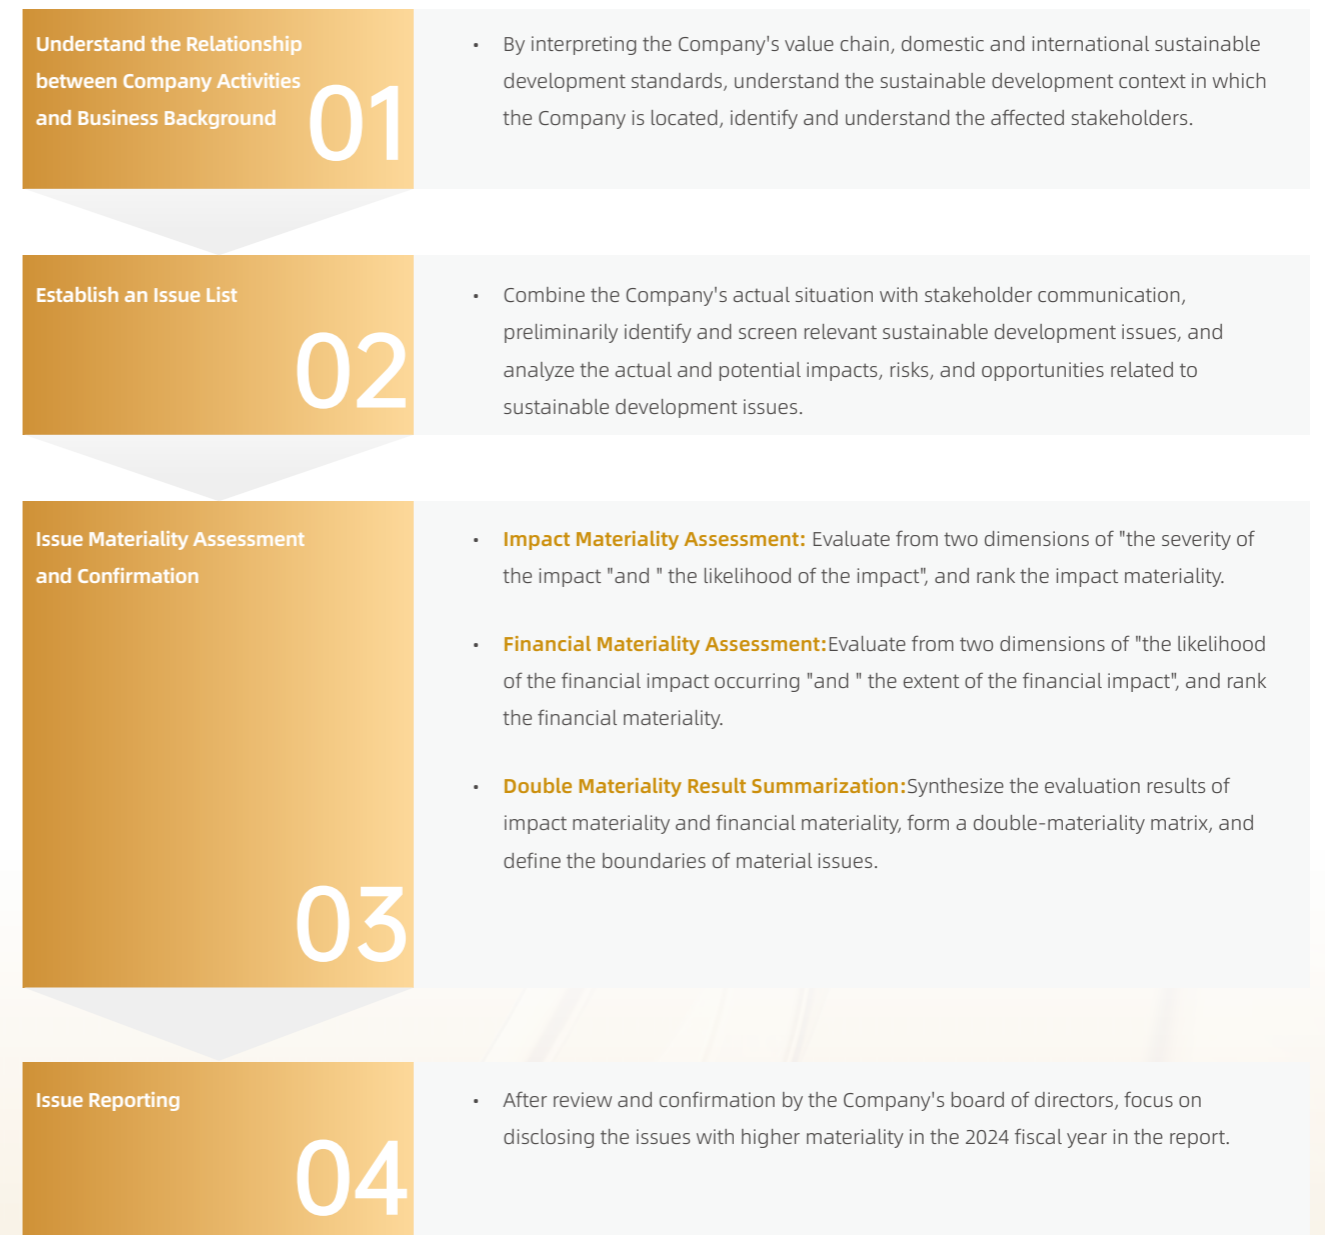 Understand the Relationship
between Company Activities
and Business Background
01
• By interpreting the Company's value chain, domestic and international sustainable
development standards, understand the sustainable development context in which
the Company is located, identify and understand the affected stakeholders.
Establish an Issue List
02
• Combine the Company's actual situation with stakeholder communication,
preliminarily identify and screen relevant sustainable development issues, and
analyze the actual and potential impacts, risks, and opportunities related to
sustainable development issues.
Issue Materiality Assessment
and Confirmation
03
• Impact Materiality Assessment: Evaluate from two dimensions of "the severity of
the impact "and " the likelihood of the impact", and rank the impact materiality.
• Financial Materiality Assessment:Evaluate from two dimensions of "the likelihood
of the financial impact occurring "and " the extent of the financial impact", and rank
the financial materiality.
• Double Materiality Result Summarization:Synthesize the evaluation results of
impact materiality and financial materiality, form a double-materiality matrix, and
define the boundaries of material issues.
Issue Reporting
04
• After review and confirmation by the Company's board of directors, focus on
disclosing the issues with higher materiality in the 2024 fiscal year in the report.